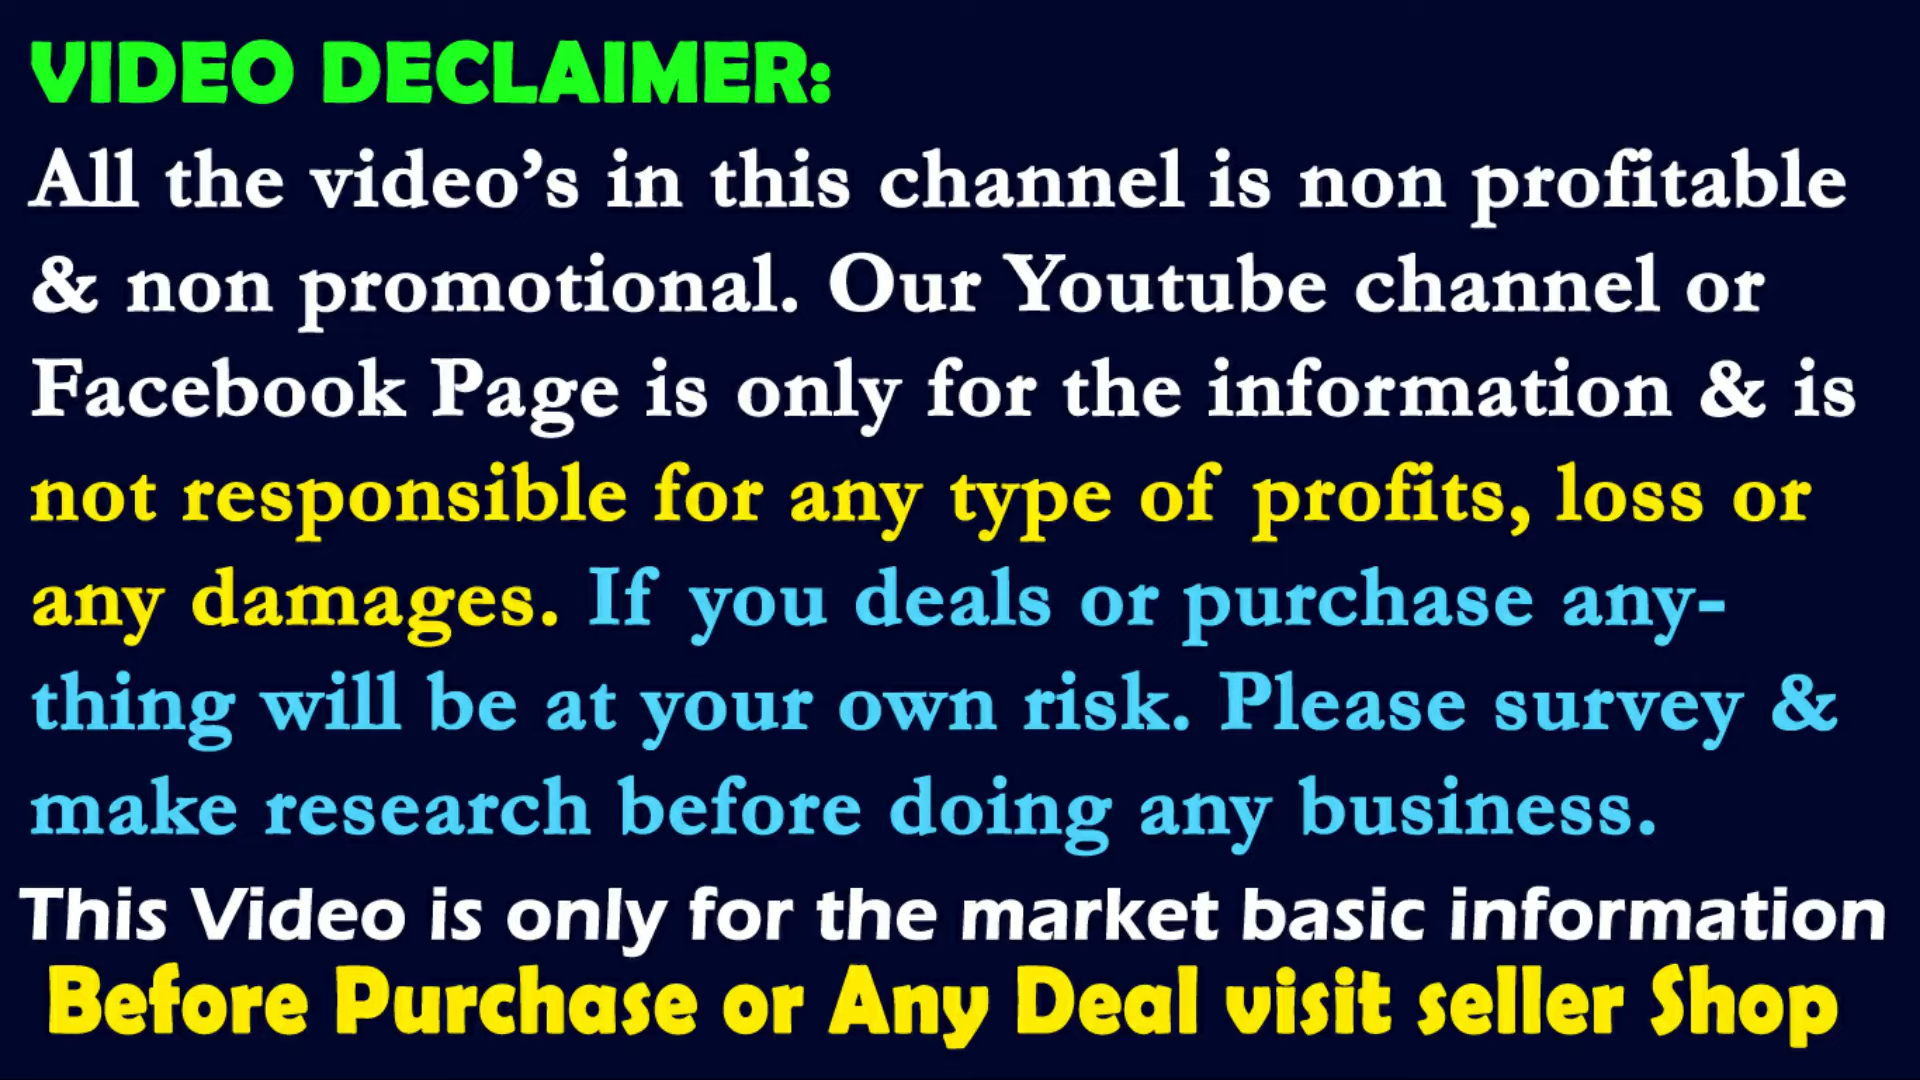 VIDEO DECLAIMER:
All the video’s in this channel is non profitable
& non promotional. Our Youtube channel or
Facebook Page is only for the information & is
not responsible for any type of profits, loss or
any damages. If you deals or purchase any-
thing will be at your own risk. Please survey &
make research before doing any business.
This Video is only for the market basic information
Before Purchase or Any Deal visit seller Shop